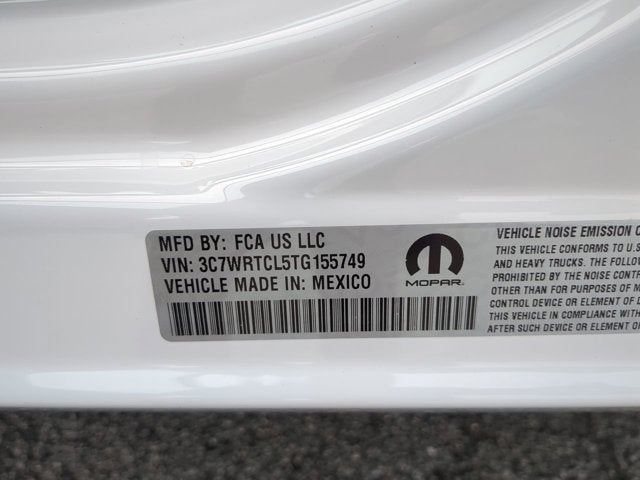 MFD BY: FCA US LLC
VIN: 3C7WRTCL5TG155749
VEHICLE MADE IN: MEXICO
MOPAR
VEHICLE NOISE EMISSION
THIS VEHICLE CONFORMS TO U.S.
AND HEAVY TRUCKS. THE FOLLOWING
PROHIBITED BY THE NOISE CONTR
OTHER THAN FOR PURPOSES OF M
CONTROL DEVICE OR ELEMENT OF D
THIS VEHICLE IN COMPLIANCE WITH
AFTER SUCH DEVICE OR ELEMENT O